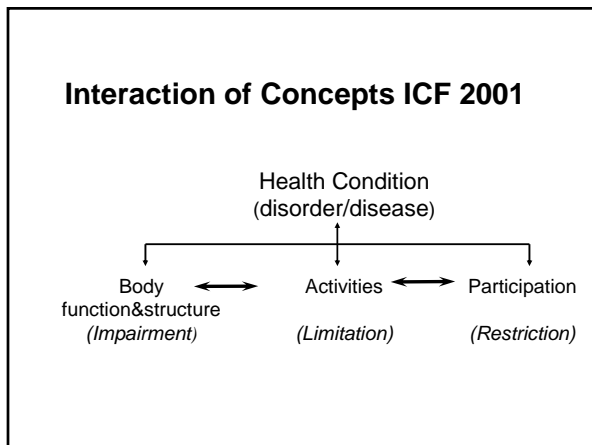 Interaction of Concepts ICF 2001
Health Condition
(disorder/disease)
Body
function&structure
(Impairment)
Activities
(Limitation)
Participation
(Restriction)